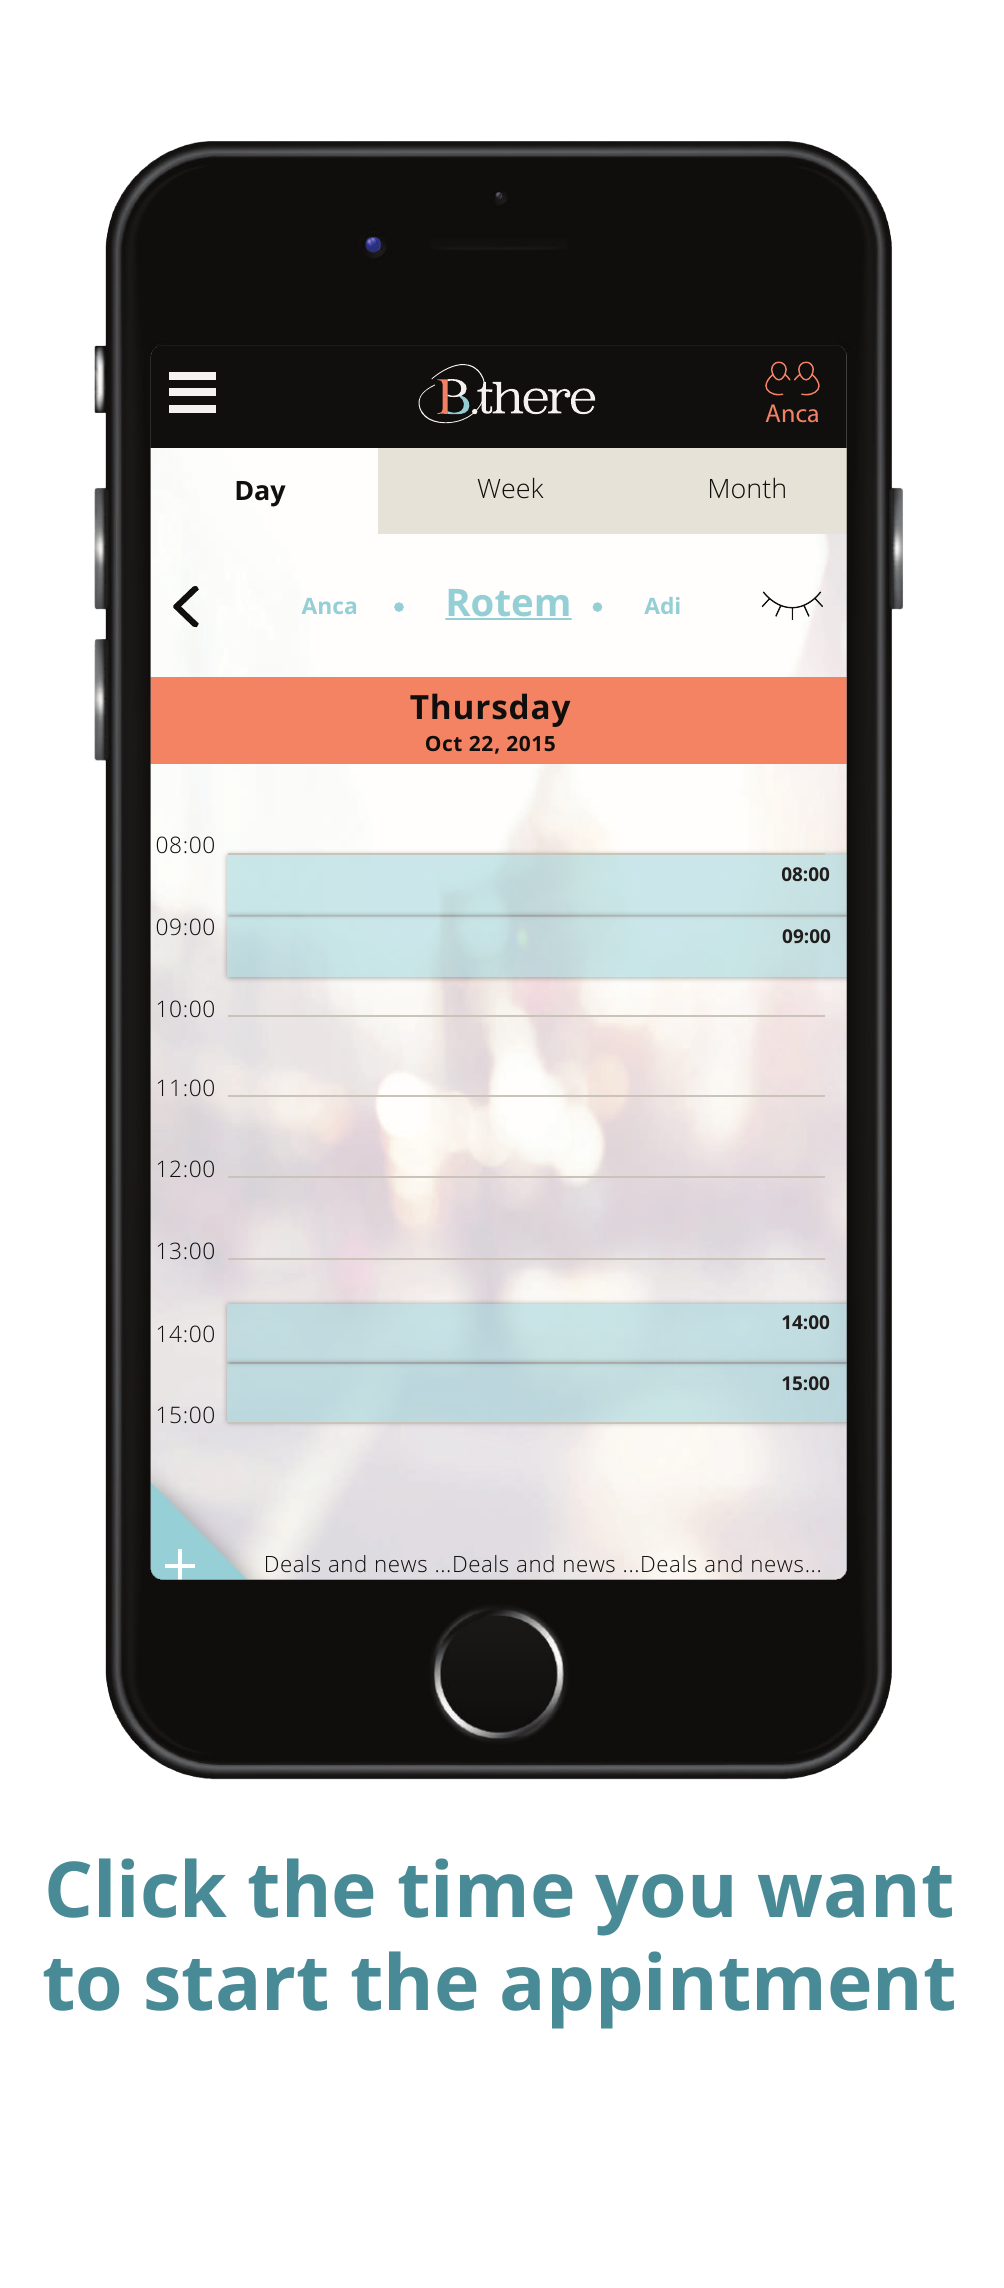 B.there
Anca
Day Week Month
Anca • Rotem • Adi
Thursday
Oct 22, 2015
08:00
08:00
09:00
09:00
10:00
11:00
12:00
13:00
14:00
14:00
15:00
15:00
Deals and news ...Deals and news ...Deals and news...
Click the time you want
to start the appintment